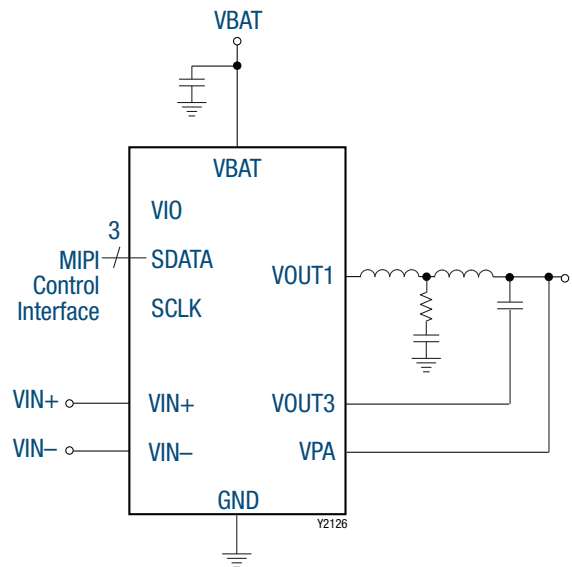 VBAT
VBAT
VIO
3
MIPI
Control
Interface
SDATA
VOUT1
SCLK
VIN+
VIN+
VOUT3
VIN–
VIN–
VPA
GND
Y2126